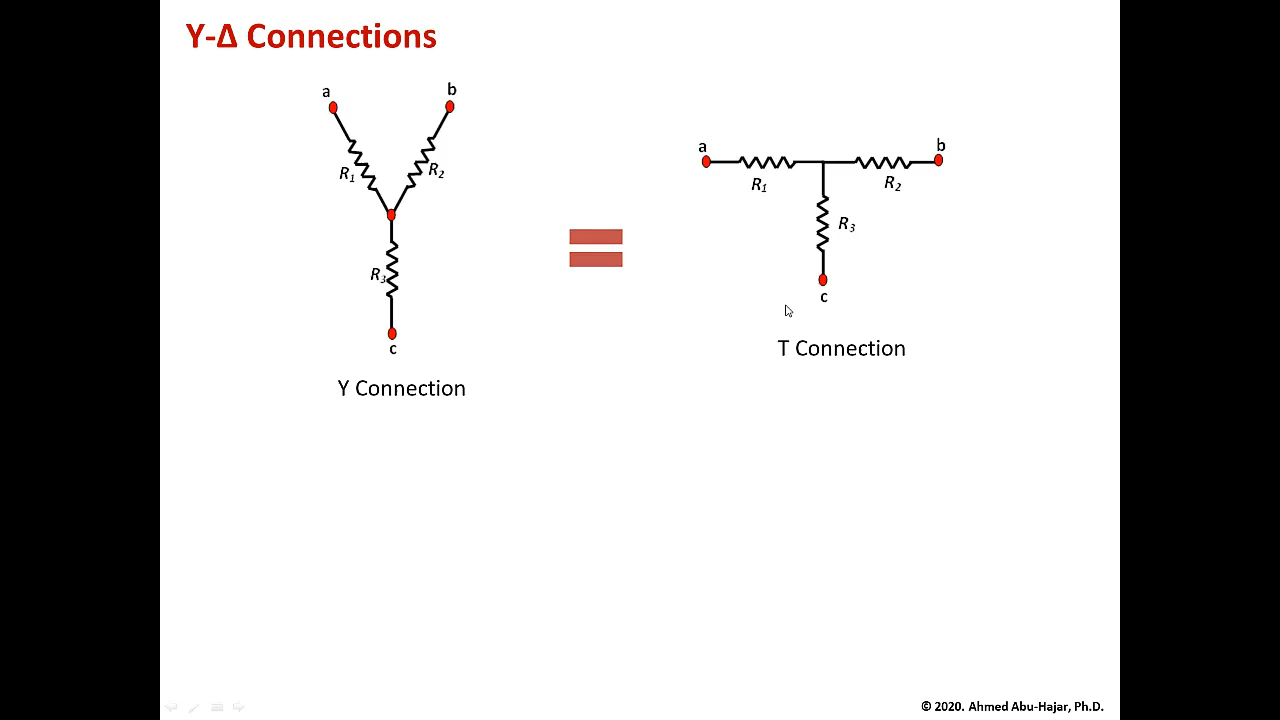 Y-Δ Connections
a
b
R1
R2
R3
c
Y Connection
a
b
R1
R2
R3
c
T Connection
© 2020. Ahmed Abu-Hajar, Ph.D.